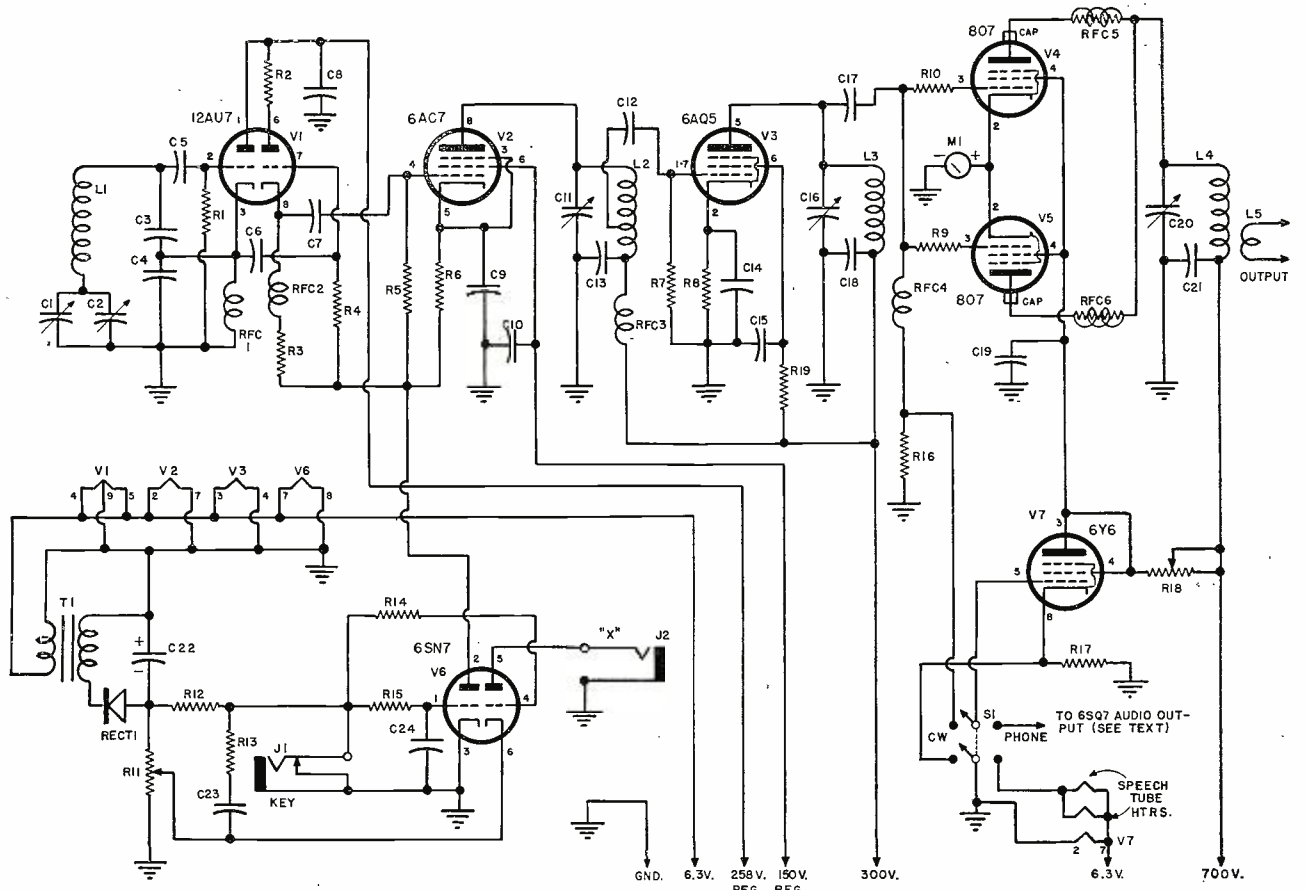 807
CAP
V4
4
3
2
RFC5
R2
C8
1
6
12AU7
V1
C5
2
7
3
8
L1
R1
C3
C4
C6
C7
C1
C2
RFC
1
RFC2
R3
R4
6AC7
8
V2
3
6
4
5
R5
R6
C9
C10
C12
L2
C11
C13
RFC3
6AQ5
5
V3
1-7
6
2
R7
R8
C14
C15
R19
C17
L3
C16
C18
R10
M1
- +
R9
3
2
V5
4
807
CAP
RFC4
RFC6
C19
R16
L4
L5
C20
C21
OUTPUT
V1
V2
V3
V6
4 9 5
2 7
3 4
7 8
T1
C22
+
-
RECT1
R11
R12
R13
C23
R14
R15
C24
J1
KEY
6SN7
V6
2 5
1
4
3 6
"X"
J2
V7
3
6Y6
5
4
8
R18
R17
S1
CW
PHONE
TO 6SQ7 AUDIO OUT-
PUT (SEE TEXT)
SPEECH
TUBE
HTRS.
2 7 V7
GND.
6.3V.
258V.
REG.
150V.
REG.
300V.
6.3V.
700V.